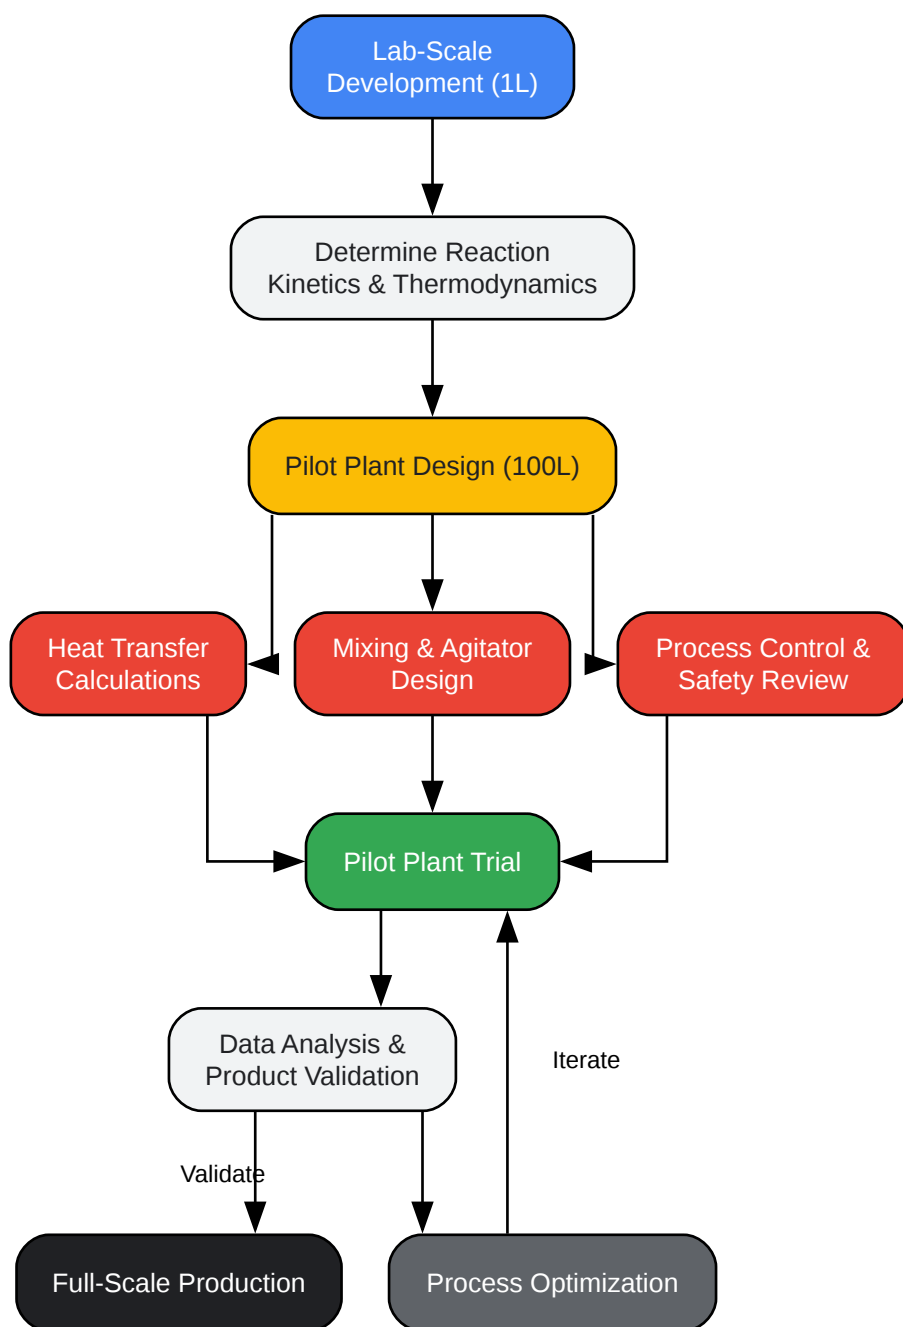 Lab-Scale
Development (1L)
Determine Reaction
Kinetics & Thermodynamics
Pilot Plant Design (100L)
Heat Transfer
Calculations
Mixing & Agitator
Design
Process Control &
Safety Review
Pilot Plant Trial
Data Analysis &
Product Validation
Iterate
Validate
Full-Scale Production
Process Optimization